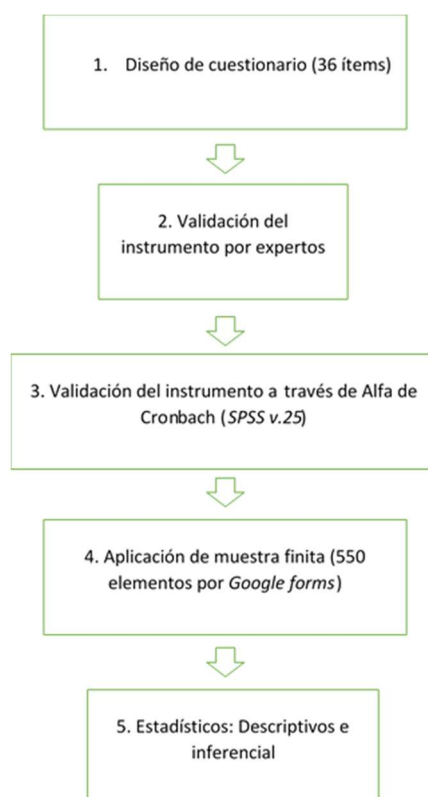 1. Diseño de cuestionario (36 ítems)
2. Validación del
instrumento por expertos
3. Validación del instrumento a través de Alfa de
Cronbach (SPSS v.25)
4. Aplicación de muestra finita (550
elementos por Google forms)
5. Estadísticos: Descriptivos e
inferencial